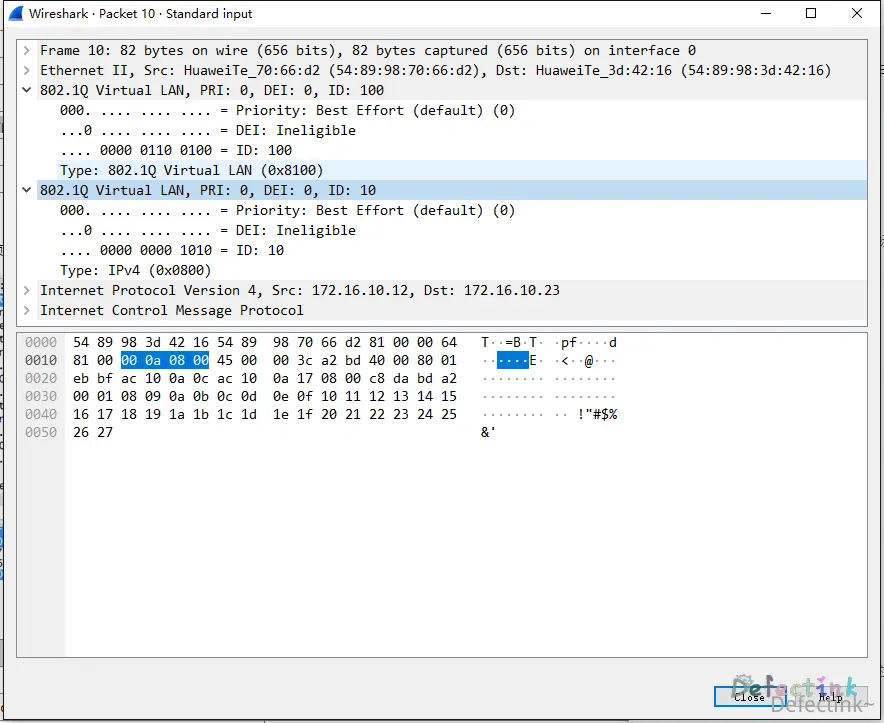 Wireshark · Packet 10 · Standard input
Frame 10: 82 bytes on wire (656 bits), 82 bytes captured (656 bits) on interface 0
Ethernet II, Src: HuaweiTe_70:66:d2 (54:89:98:70:66:d2), Dst: HuaweiTe_3d:42:16 (54:89:98:3d:42:16)
802.1Q Virtual LAN, PRI: 0, DEI: 0, ID: 100
000. .... .... .... = Priority: Best Effort (default) (0)
...0 .... .... .... = DEI: Ineligible
.... 0000 0110 0100 = ID: 100
Type: 802.1Q Virtual LAN (0x8100)
802.1Q Virtual LAN, PRI: 0, DEI: 0, ID: 10
000. .... .... .... = Priority: Best Effort (default) (0)
...0 .... .... .... = DEI: Ineligible
.... 0000 0000 1010 = ID: 10
Type: IPv4 (0x0800)
Internet Protocol Version 4, Src: 172.16.10.12, Dst: 172.16.10.23
Internet Control Message Protocol
0000 54 89 98 3d 42 16 54 89 98 70 66 d2 81 00 00 64 T··=B·T· ·pf····d
0010 81 00 00 0a 08 00 45 00 00 3c a2 bd 40 00 80 01 ······E· ·<··@···
0020 eb bf ac 10 0a 0c ac 10 0a 17 08 00 c8 da bd a2 ········ ········
0030 00 01 08 09 0a 0b 0c 0d 0e 0f 10 11 12 13 14 15 ········ ········
0040 16 17 18 19 1a 1b 1c 1d 1e 1f 20 21 22 23 24 25 ········ ·· !"#$%
0050 26 27 &'
Defectink
Close Help
Defectink~